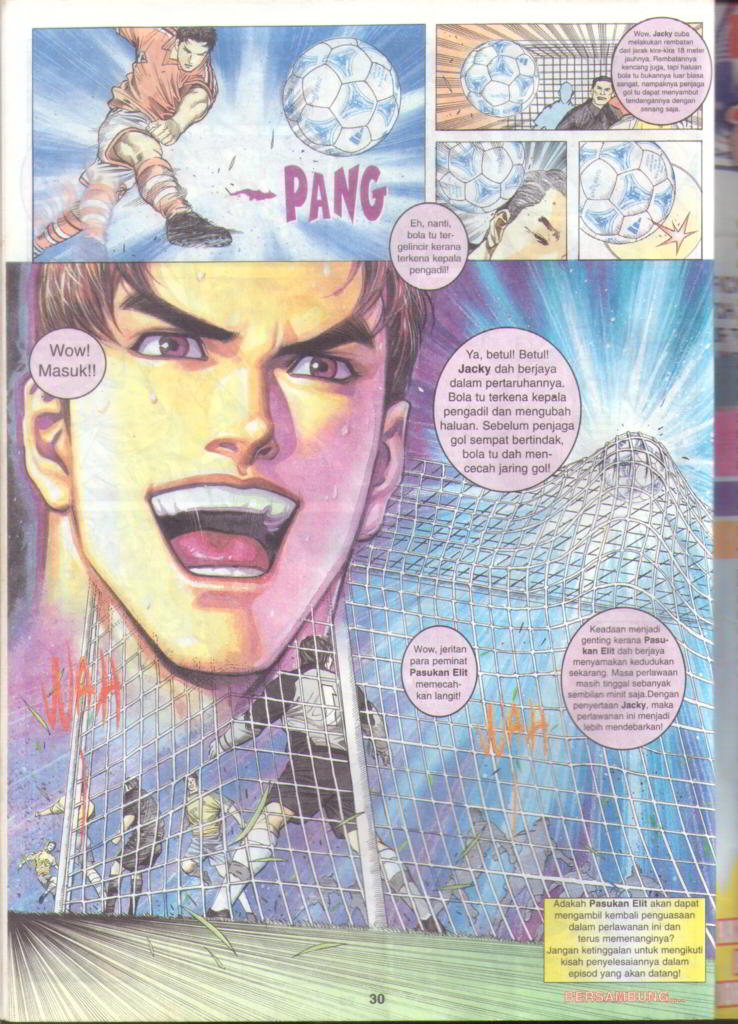 PANG
Wow, Jacky cuba
melakukan rembatan
dari jarak kira-kira 18 meter
jauhnya. Rembatannya
kencang juga, tapi haluan
bola tu bukannya luar biasa
sangat, nampaknya penjaga
gol tu dapat menyambut
tendangannya dengan
senang saja.
Eh, nanti,
bola tu ter-
gelincir kerana
terkena kepala
pengadil!
Wow!
Masuk!!
Ya, betul! Betul!
Jacky dah berjaya
dalam pertaruhannya.
Bola tu terkena kepala
pengadil dan mengubah
haluan. Sebelum penjaga
gol sempat bertindak,
bola tu dah men-
cecah jaring gol!
Wow, jeritan
para peminat
Pasukan Elit
memecah-
kan langit!
Keadaan menjadi
genting kerana Pasu-
kan Elit dah berjaya
menyamakan kedudukan
sekarang. Masa perlawaan
masih tinggal sebanyak
sembilan minit saja.Dengan
penyertaan Jacky, maka
perlawanan ini menjadi
lebih mendebarkan!
WAH
WAH
Adakah Pasukan Elit akan dapat
mengambil kembali penguasaan
dalam perlawanan ini dan
terus memenanginya?
Jangan ketinggalan untuk mengikuti
kisah penyelesaiannya dalam
episod yang akan datang!
BERSAMBUNG....
30